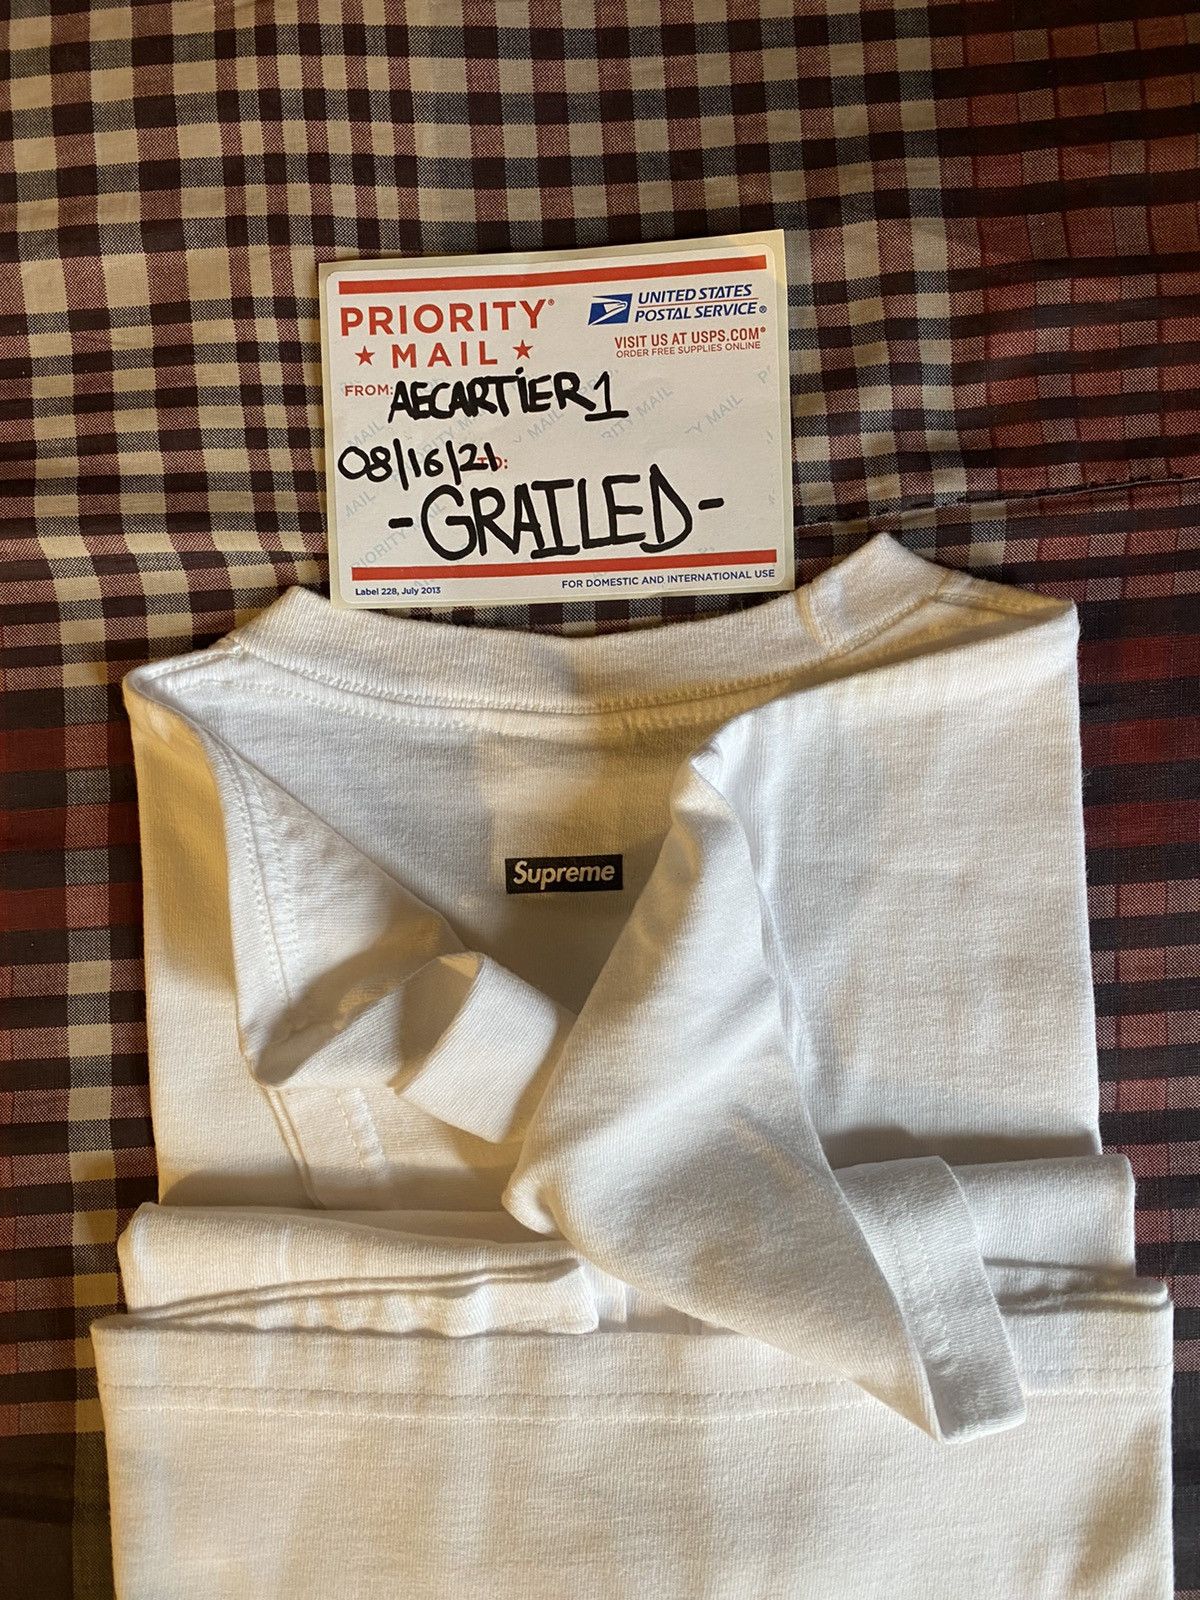 PRIORITY®
★ MAIL ★
UNITED STATES
POSTAL SERVICE®
VISIT US AT USPS.COM®
ORDER FREE SUPPLIES ONLINE
FROM: AECARTIER1
08/16/21 TO:
-GRAILED-
Label 228, July 2013
FOR DOMESTIC AND INTERNATIONAL USE
Supreme